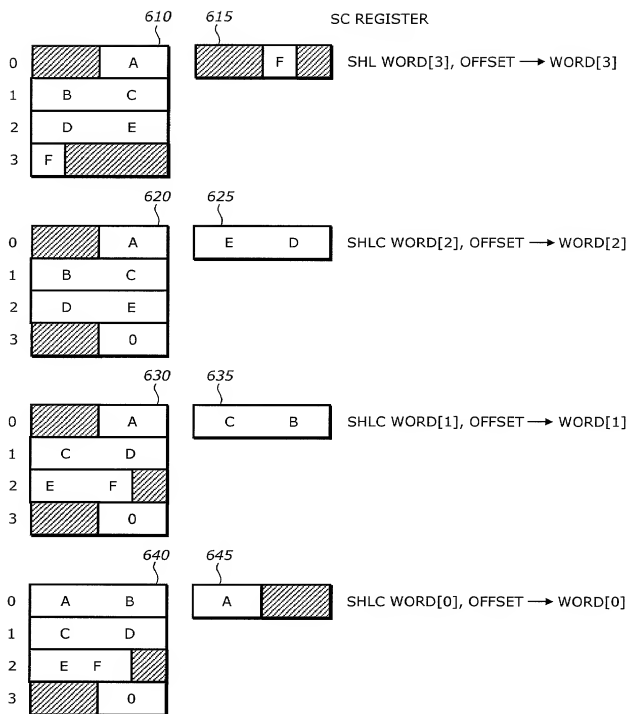 610 615 SC REGISTER
0 A F SHL WORD[3], OFFSET → WORD[3]
1 B C
2 D E
3 F
620 625
0 A E D SHLC WORD[2], OFFSET → WORD[2]
1 B C
2 D E
3 0
630 635
0 A C B SHLC WORD[1], OFFSET → WORD[1]
1 C D
2 E F
3 0
640 645
0 A B A SHLC WORD[0], OFFSET → WORD[0]
1 C D
2 E F
3 0